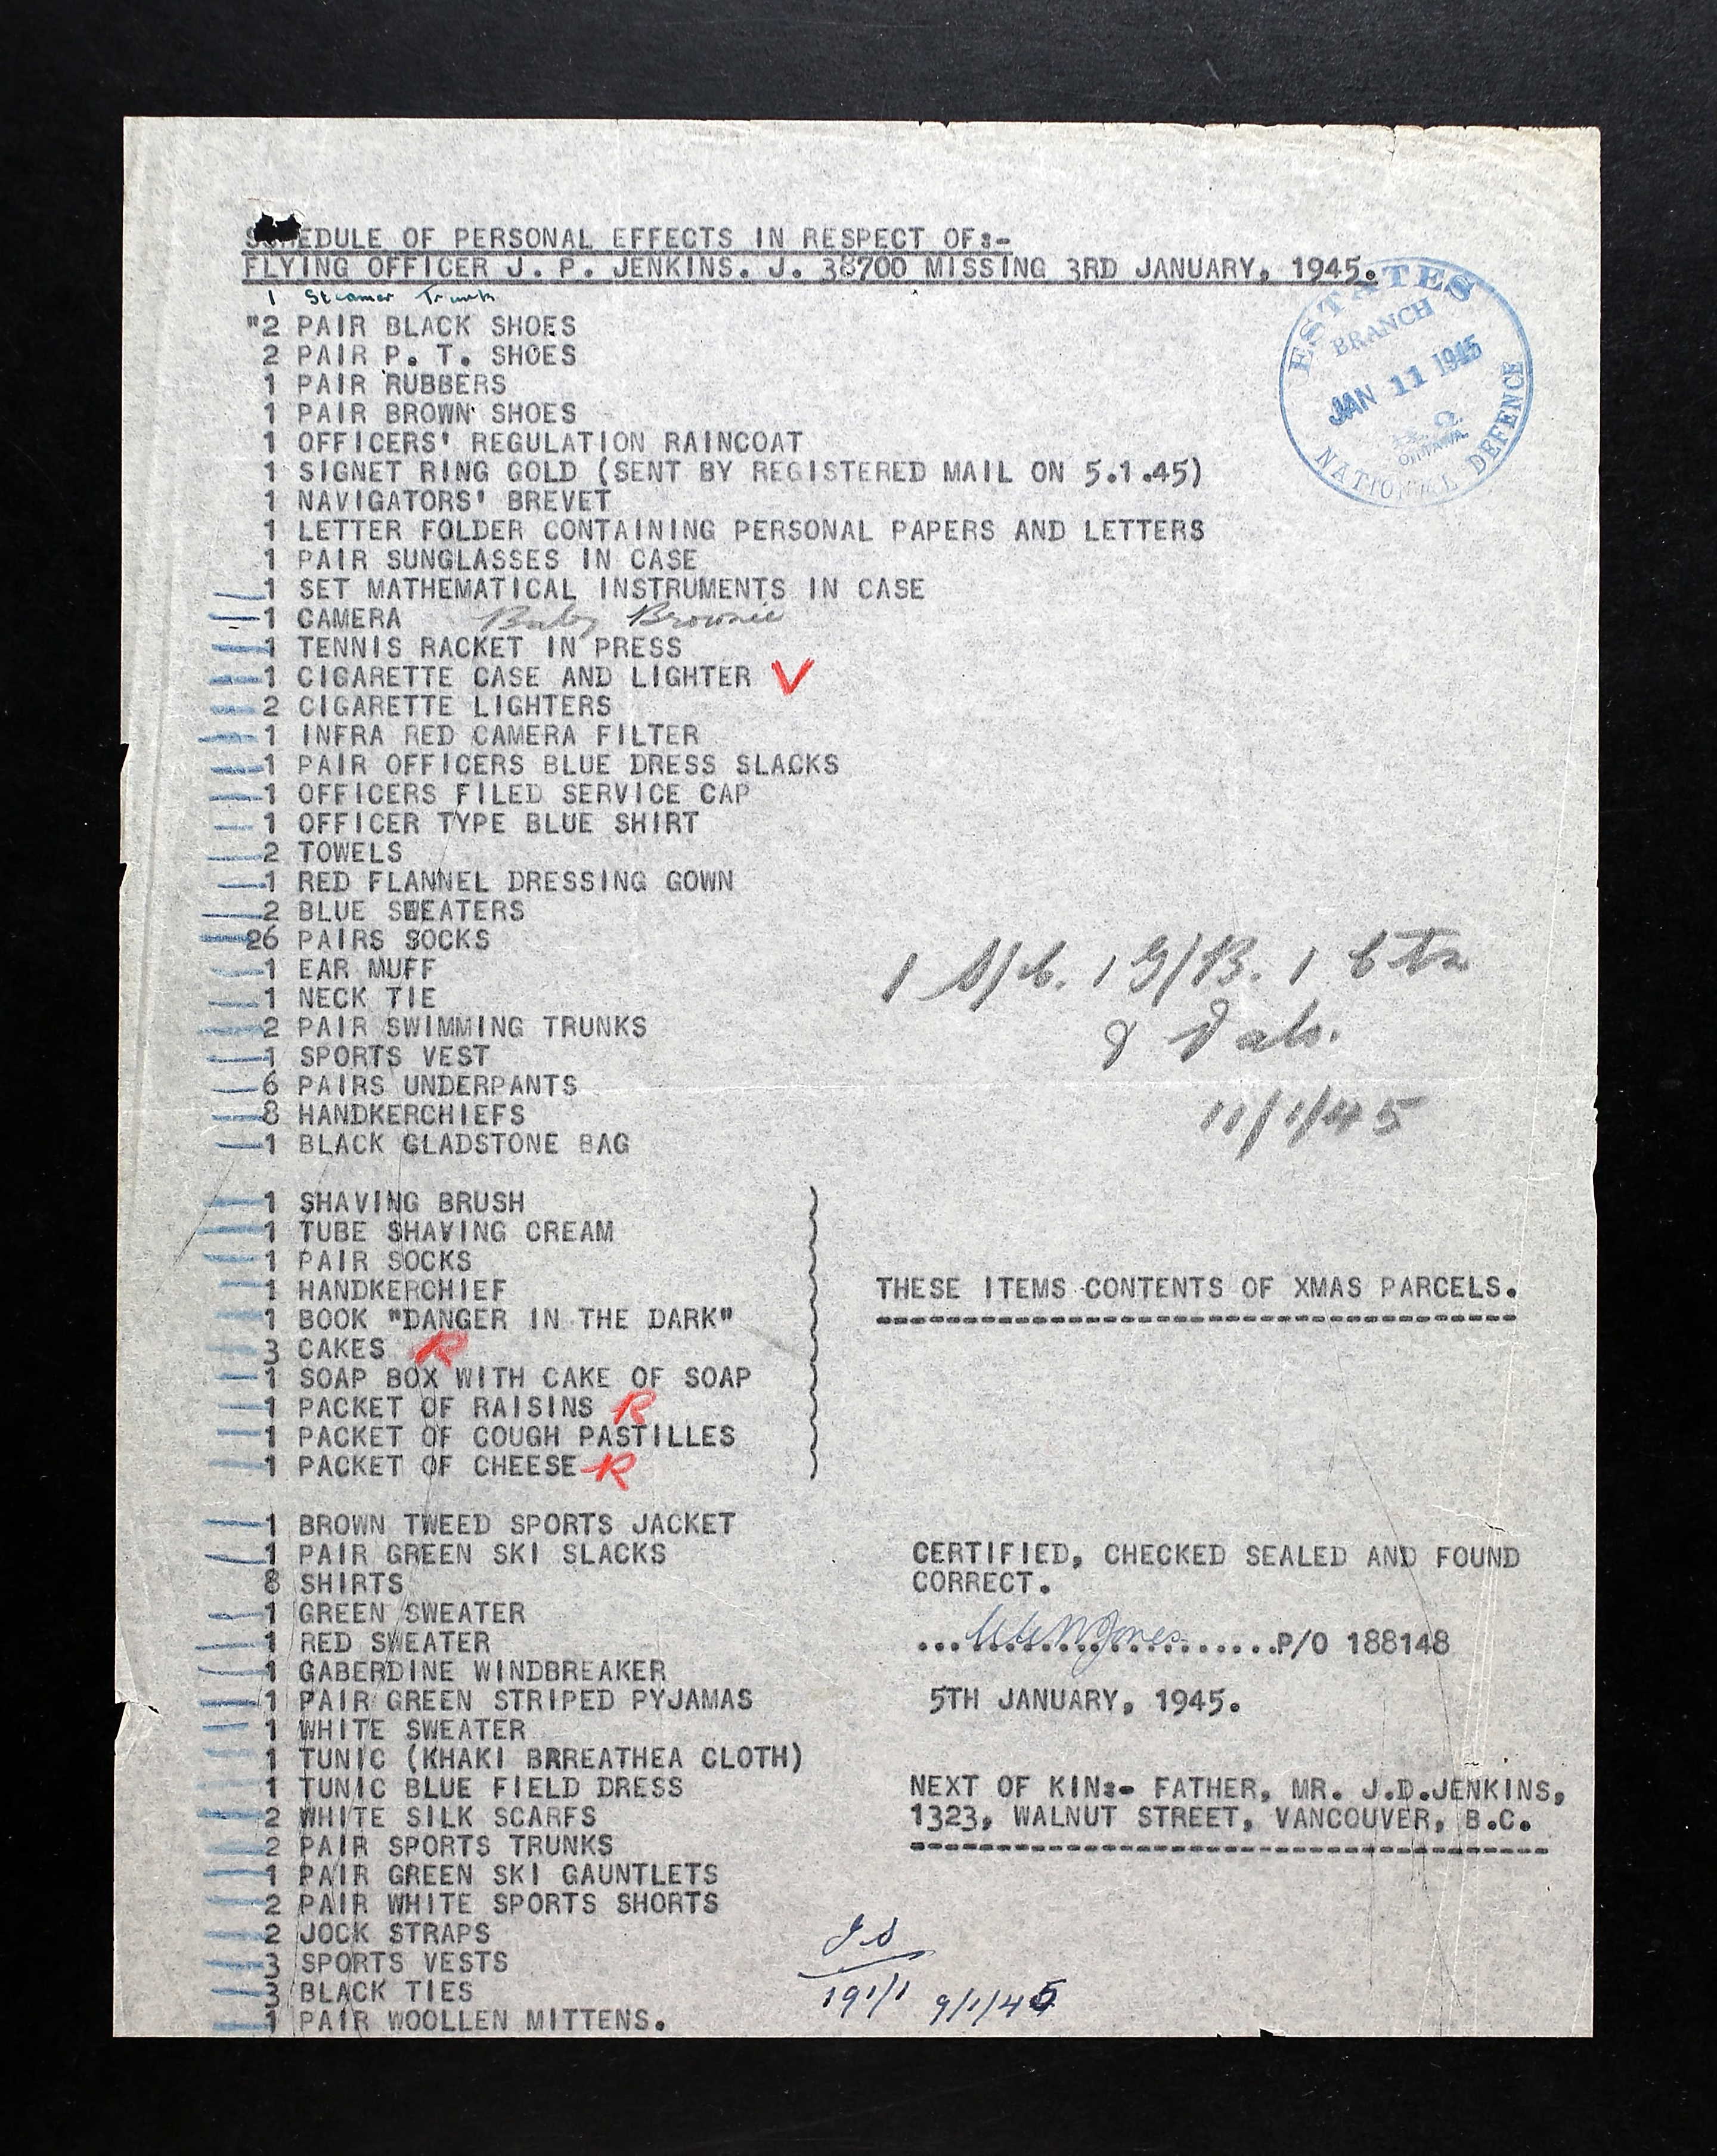 SCHEDULE OF PERSONAL EFFECTS IN RESPECT OF:-
FLYING OFFICER J. P. JENKINS. J. 38700 MISSING 3RD JANUARY, 1945.
1 Steamer Trunk
"2 PAIR BLACK SHOES
2 PAIR P. T. SHOES
1 PAIR RUBBERS
1 PAIR BROWN SHOES
1 OFFICERS' REGULATION RAINCOAT
1 SIGNET RING GOLD (SENT BY REGISTERED MAIL ON 5.1.45)
1 NAVIGATORS' BREVET
1 LETTER FOLDER CONTAINING PERSONAL PAPERS AND LETTERS
1 PAIR SUNGLASSES IN CASE
1 SET MATHEMATICAL INSTRUMENTS IN CASE
1 CAMERA Baby Brownie
1 TENNIS RACKET IN PRESS
1 CIGARETTE CASE AND LIGHTER V
2 CIGARETTE LIGHTERS
1 INFRA RED CAMERA FILTER
1 PAIR OFFICERS BLUE DRESS SLACKS
1 OFFICERS FILED SERVICE CAP
1 OFFICER TYPE BLUE SHIRT
2 TOWELS
1 RED FLANNEL DRESSING GOWN
2 BLUE SWEATERS
26 PAIRS SOCKS
1 EAR MUFF
1 NECK TIE
2 PAIR SWIMMING TRUNKS
1 SPORTS VEST
6 PAIRS UNDERPANTS
8 HANDKERCHIEFS
1 BLACK GLADSTONE BAG
ESTATES
BRANCH
JAN 11 1945
OTTAWA
NATIONAL DEFENCE
11/1/45
1 SHAVING BRUSH
1 TUBE SHAVING CREAM
1 PAIR SOCKS
1 HANDKERCHIEF
1 BOOK "DANGER IN THE DARK"
3 CAKES R
1 SOAP BOX WITH CAKE OF SOAP
1 PACKET OF RAISINS R
1 PACKET OF COUGH PASTILLES
1 PACKET OF CHEESE R
THESE ITEMS CONTENTS OF XMAS PARCELS.
1 BROWN TWEED SPORTS JACKET
1 PAIR GREEN SKI SLACKS
8 SHIRTS
1 GREEN SWEATER
1 RED SWEATER
1 GABERDINE WINDBREAKER
1 PAIR GREEN STRIPED PYJAMAS
1 WHITE SWEATER
1 TUNIC (KHAKI BRREATHEA CLOTH)
1 TUNIC BLUE FIELD DRESS
2 WHITE SILK SCARFS
2 PAIR SPORTS TRUNKS
1 PAIR GREEN SKI GAUNTLETS
2 PAIR WHITE SPORTS SHORTS
2 JOCK STRAPS
3 SPORTS VESTS
3 BLACK TIES
1 PAIR WOOLLEN MITTENS.
CERTIFIED, CHECKED SEALED AND FOUND
CORRECT.
Jones P/O 188148
5TH JANUARY, 1945.
NEXT OF KIN:- FATHER, MR. J.D.JENKINS,
1323, WALNUT STREET, VANCOUVER, B.C.
9/1/45